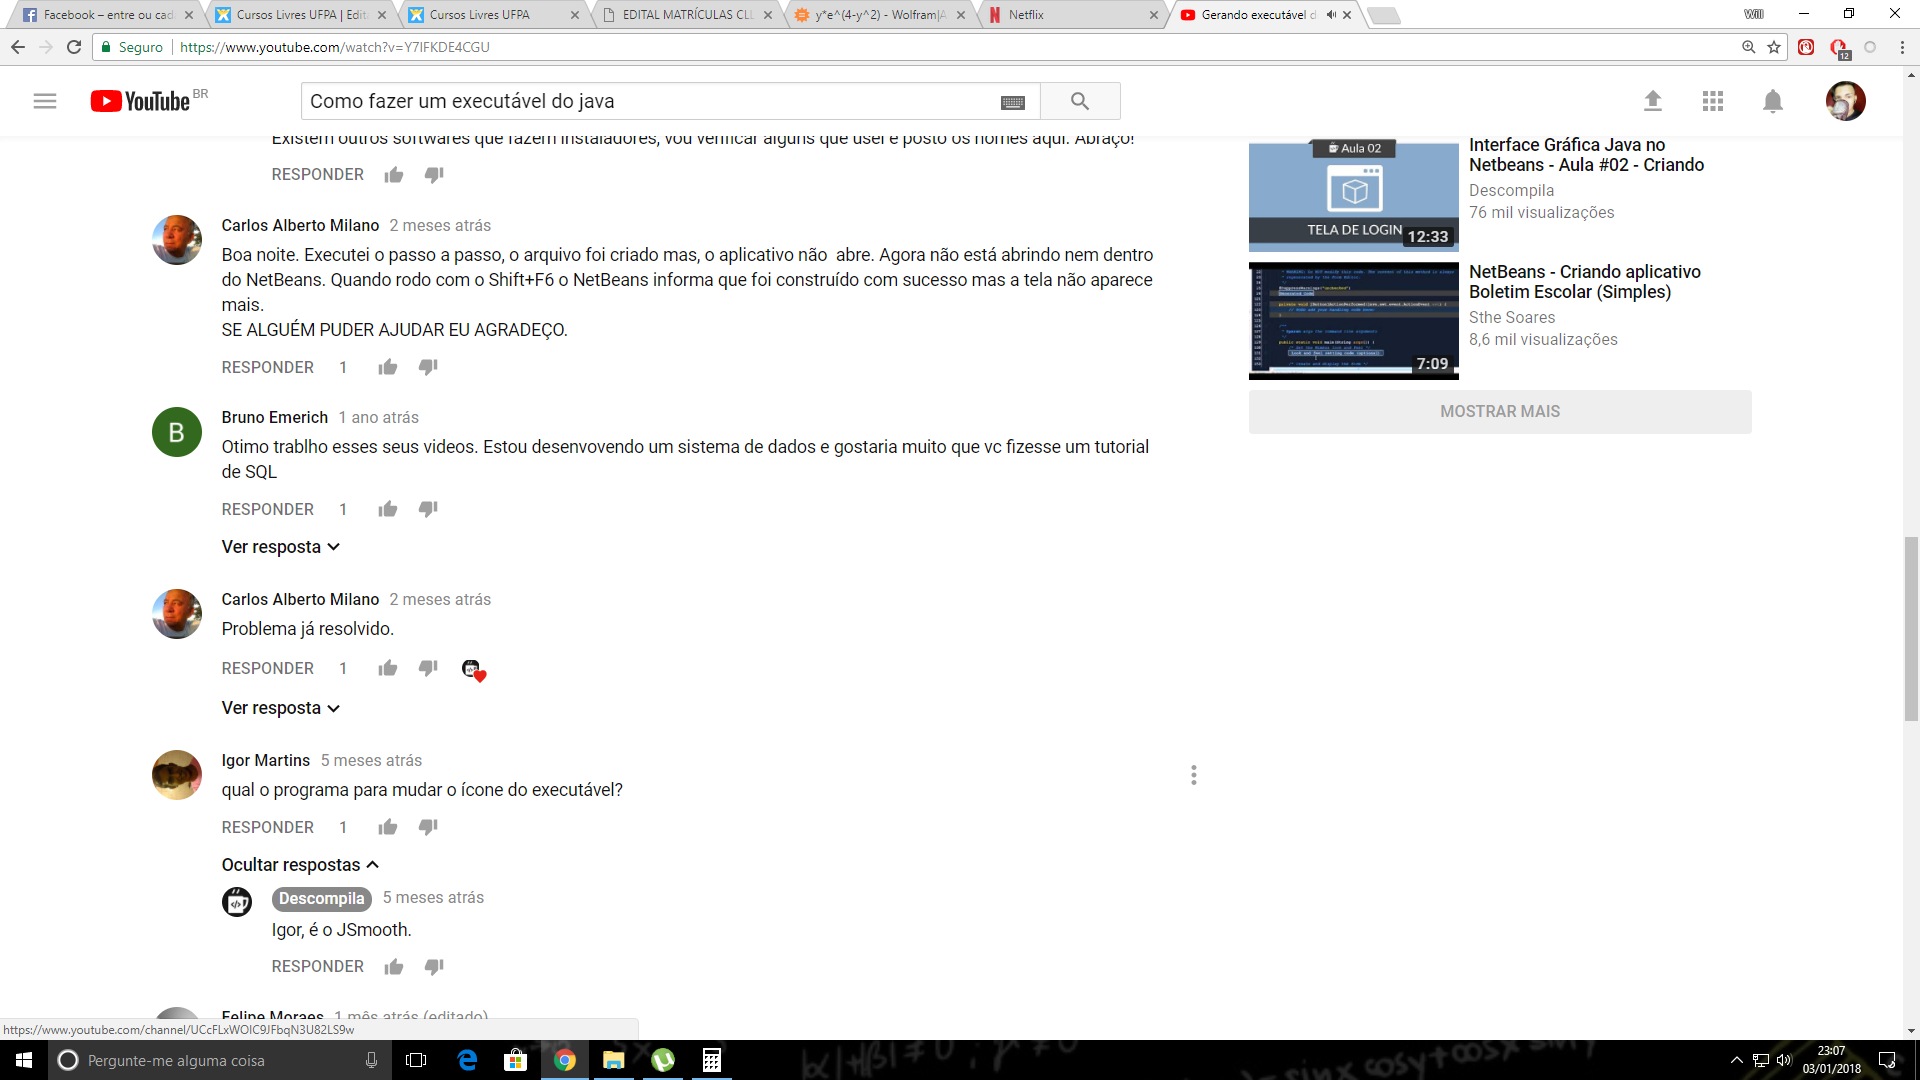 Facebook – entre ou cad
Cursos Livres UFPA | Edit
Cursos Livres UFPA
EDITAL MATRÍCULAS CLL
y*e^(4-y^2) - Wolfram|A
Netflix
Gerando executável d
Will
Seguro
https://www.youtube.com/watch?v=Y7IFKDE4CGU
12
YouTube BR
Como fazer um executável do java
Existem outros softwares que fazem instaladores, vou verificar alguns que usei e posto os nomes aqui. Abraço!
RESPONDER
Carlos Alberto Milano 2 meses atrás
Boa noite. Executei o passo a passo, o arquivo foi criado mas, o aplicativo não abre. Agora não está abrindo nem dentro
do NetBeans. Quando rodo com o Shift+F6 o NetBeans informa que foi construído com sucesso mas a tela não aparece
mais.
SE ALGUÉM PUDER AJUDAR EU AGRADEÇO.
RESPONDER 1
B
Bruno Emerich 1 ano atrás
Otimo trablho esses seus videos. Estou desenvovendo um sistema de dados e gostaria muito que vc fizesse um tutorial
de SQL
RESPONDER 1
Ver resposta
Carlos Alberto Milano 2 meses atrás
Problema já resolvido.
RESPONDER 1
Ver resposta
Igor Martins 5 meses atrás
qual o programa para mudar o ícone do executável?
RESPONDER 1
Ocultar respostas
Descompila 5 meses atrás
Igor, é o JSmooth.
RESPONDER
Felipe Moraes 1 mês atrás (editado)
https://www.youtube.com/channel/UCcFLxWOIC9JFbqN3U82LS9w
Aula 02
TELA DE LOGIN
12:33
Interface Gráfica Java no
Netbeans - Aula #02 - Criando
Descompila
76 mil visualizações
7:09
NetBeans - Criando aplicativo
Boletim Escolar (Simples)
Sthe Soares
8,6 mil visualizações
MOSTRAR MAIS
Pergunte-me alguma coisa
23:07
03/01/2018